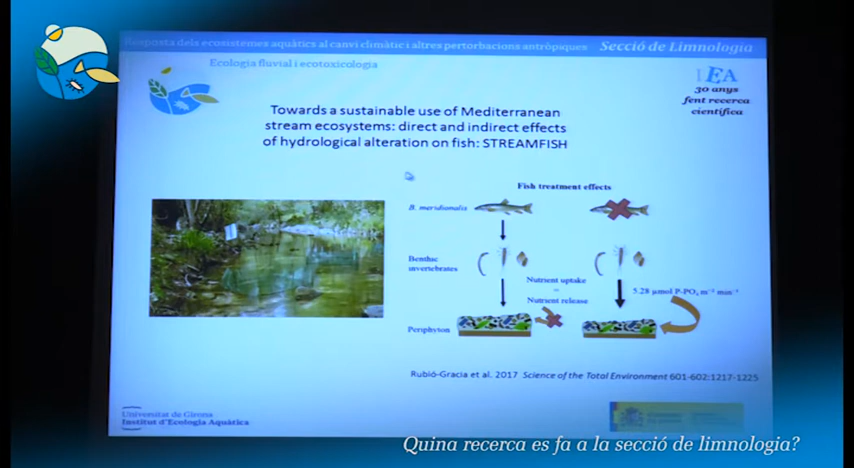 Resposta dels ecosistemes aquàtics al canvi climàtic i altres pertorbacions antròpiques Secció de Limnologia
Ecologia fluvial i ecotoxicologia
IEA
30 anys
fent recerca
científica
Towards a sustainable use of Mediterranean
stream ecosystems: direct and indirect effects
of hydrological alteration on fish: STREAMFISH
Fish treatment effects
B. meridionalis
Benthic
invertebrates
Nutrient uptake
=
Nutrient release
5.28 µmol P-PO₄ m⁻² min⁻¹
Periphyton
Rubió-Gracia et al. 2017 Science of the Total Environment 601-602:1217-1225
Universitat de Girona
Institut d'Ecologia Aquàtica
Quina recerca es fa a la secció de limnologia?